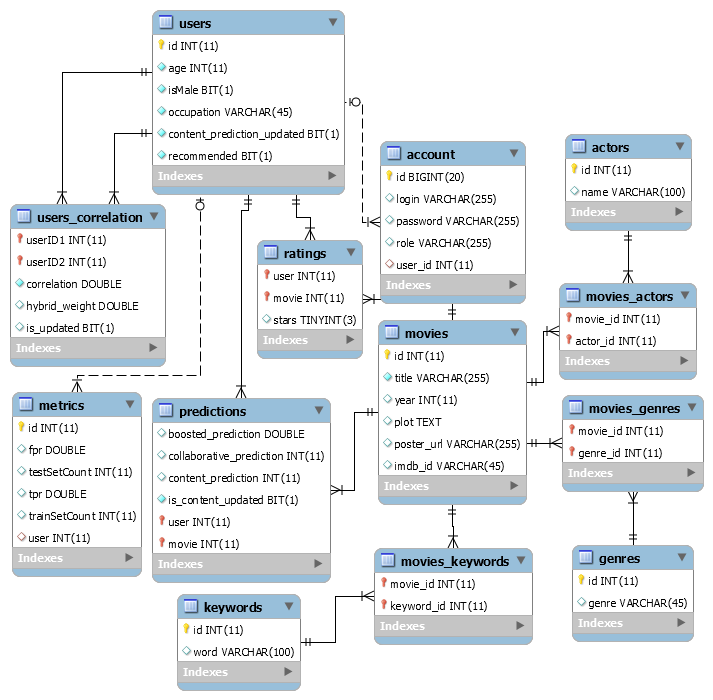 users
id INT(11)
age INT(11)
isMale BIT(1)
occupation VARCHAR(45)
content_prediction_updated BIT(1)
recommended BIT(1)
Indexes
account
id BIGINT(20)
login VARCHAR(255)
password VARCHAR(255)
role VARCHAR(255)
user_id INT(11)
Indexes
actors
id INT(11)
name VARCHAR(100)
Indexes
users_correlation
userID1 INT(11)
userID2 INT(11)
correlation DOUBLE
hybrid_weight DOUBLE
is_updated BIT(1)
Indexes
ratings
user INT(11)
movie INT(11)
stars TINYINT(3)
Indexes
movies_actors
movie_id INT(11)
actor_id INT(11)
Indexes
movies
id INT(11)
title VARCHAR(255)
year INT(11)
plot TEXT
poster_url VARCHAR(255)
imdb_id VARCHAR(45)
Indexes
metrics
id INT(11)
fpr DOUBLE
testSetCount INT(11)
tpr DOUBLE
trainSetCount INT(11)
user INT(11)
Indexes
predictions
boosted_prediction DOUBLE
collaborative_prediction INT(11)
content_prediction INT(11)
is_content_updated BIT(1)
user INT(11)
movie INT(11)
Indexes
movies_genres
movie_id INT(11)
genre_id INT(11)
Indexes
movies_keywords
movie_id INT(11)
keyword_id INT(11)
Indexes
genres
id INT(11)
genre VARCHAR(45)
Indexes
keywords
id INT(11)
word VARCHAR(100)
Indexes